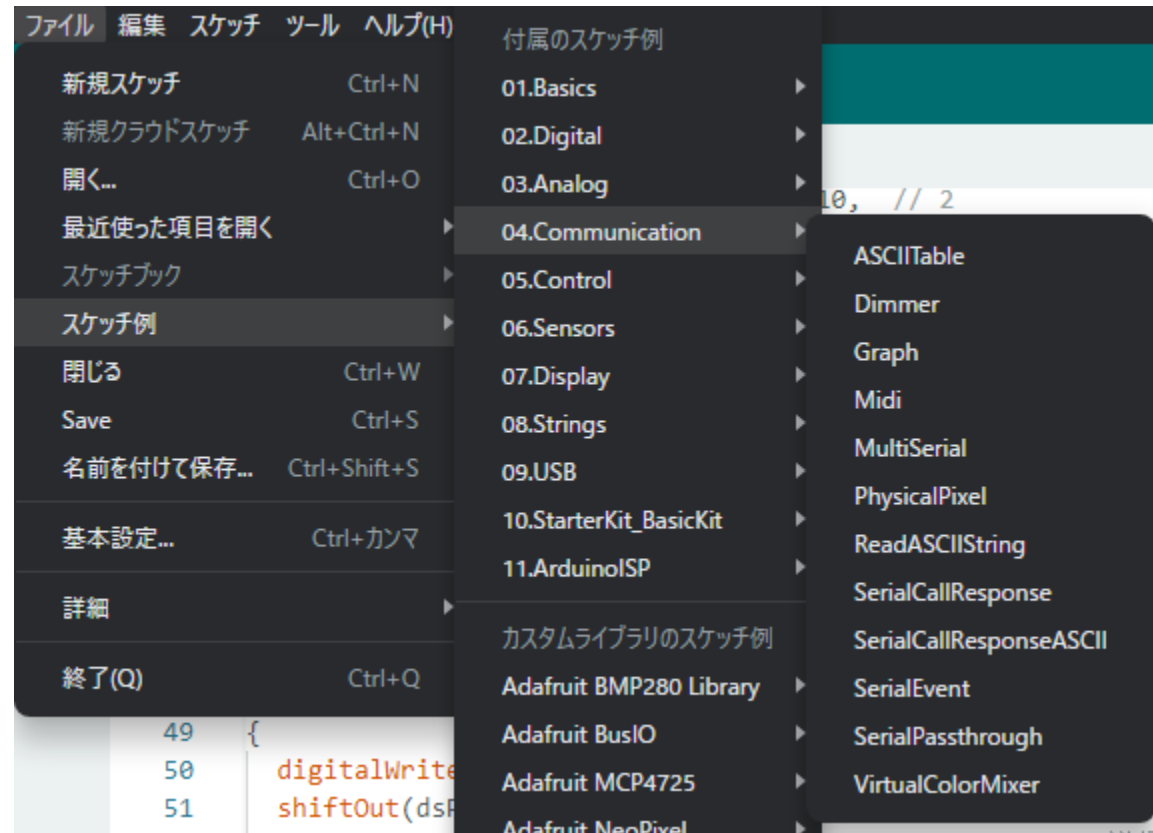 ファイル 編集 スケッチ ツール ヘルプ(H)
新規スケッチ Ctrl+N
新規クラウドスケッチ Alt+Ctrl+N
開く... Ctrl+O
最近使った項目を開く
スケッチブック
スケッチ例
閉じる Ctrl+W
Save Ctrl+S
名前を付けて保存... Ctrl+Shift+S
基本設定... Ctrl+カンマ
詳細
終了(Q) Ctrl+Q
付属のスケッチ例
01.Basics
02.Digital
03.Analog
04.Communication
05.Control
06.Sensors
07.Display
08.Strings
09.USB
10.StarterKit_BasicKit
11.ArduinoISP
カスタムライブラリのスケッチ例
Adafruit BMP280 Library
Adafruit BusIO
Adafruit MCP4725
Adafruit NeoPixel
ASCIITable
Dimmer
Graph
Midi
MultiSerial
PhysicalPixel
ReadASCIIString
SerialCallResponse
SerialCallResponseASCII
SerialEvent
SerialPassthrough
VirtualColorMixer
10, // 2
49 {
50 digitalWrite
51 shiftOut(ds